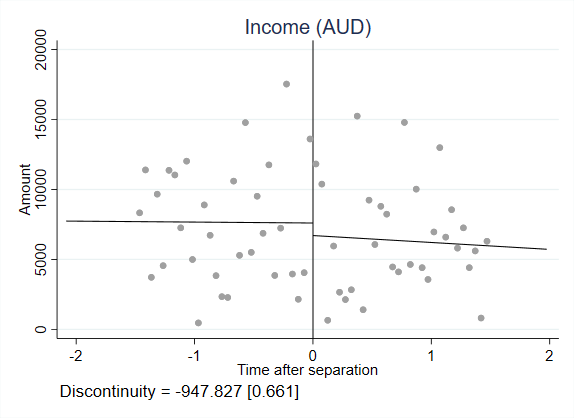 Income (AUD)
20000
15000
10000
5000
0
Amount
-2 -1 0 1 2
Time after separation
Discontinuity = -947.827 [0.661]